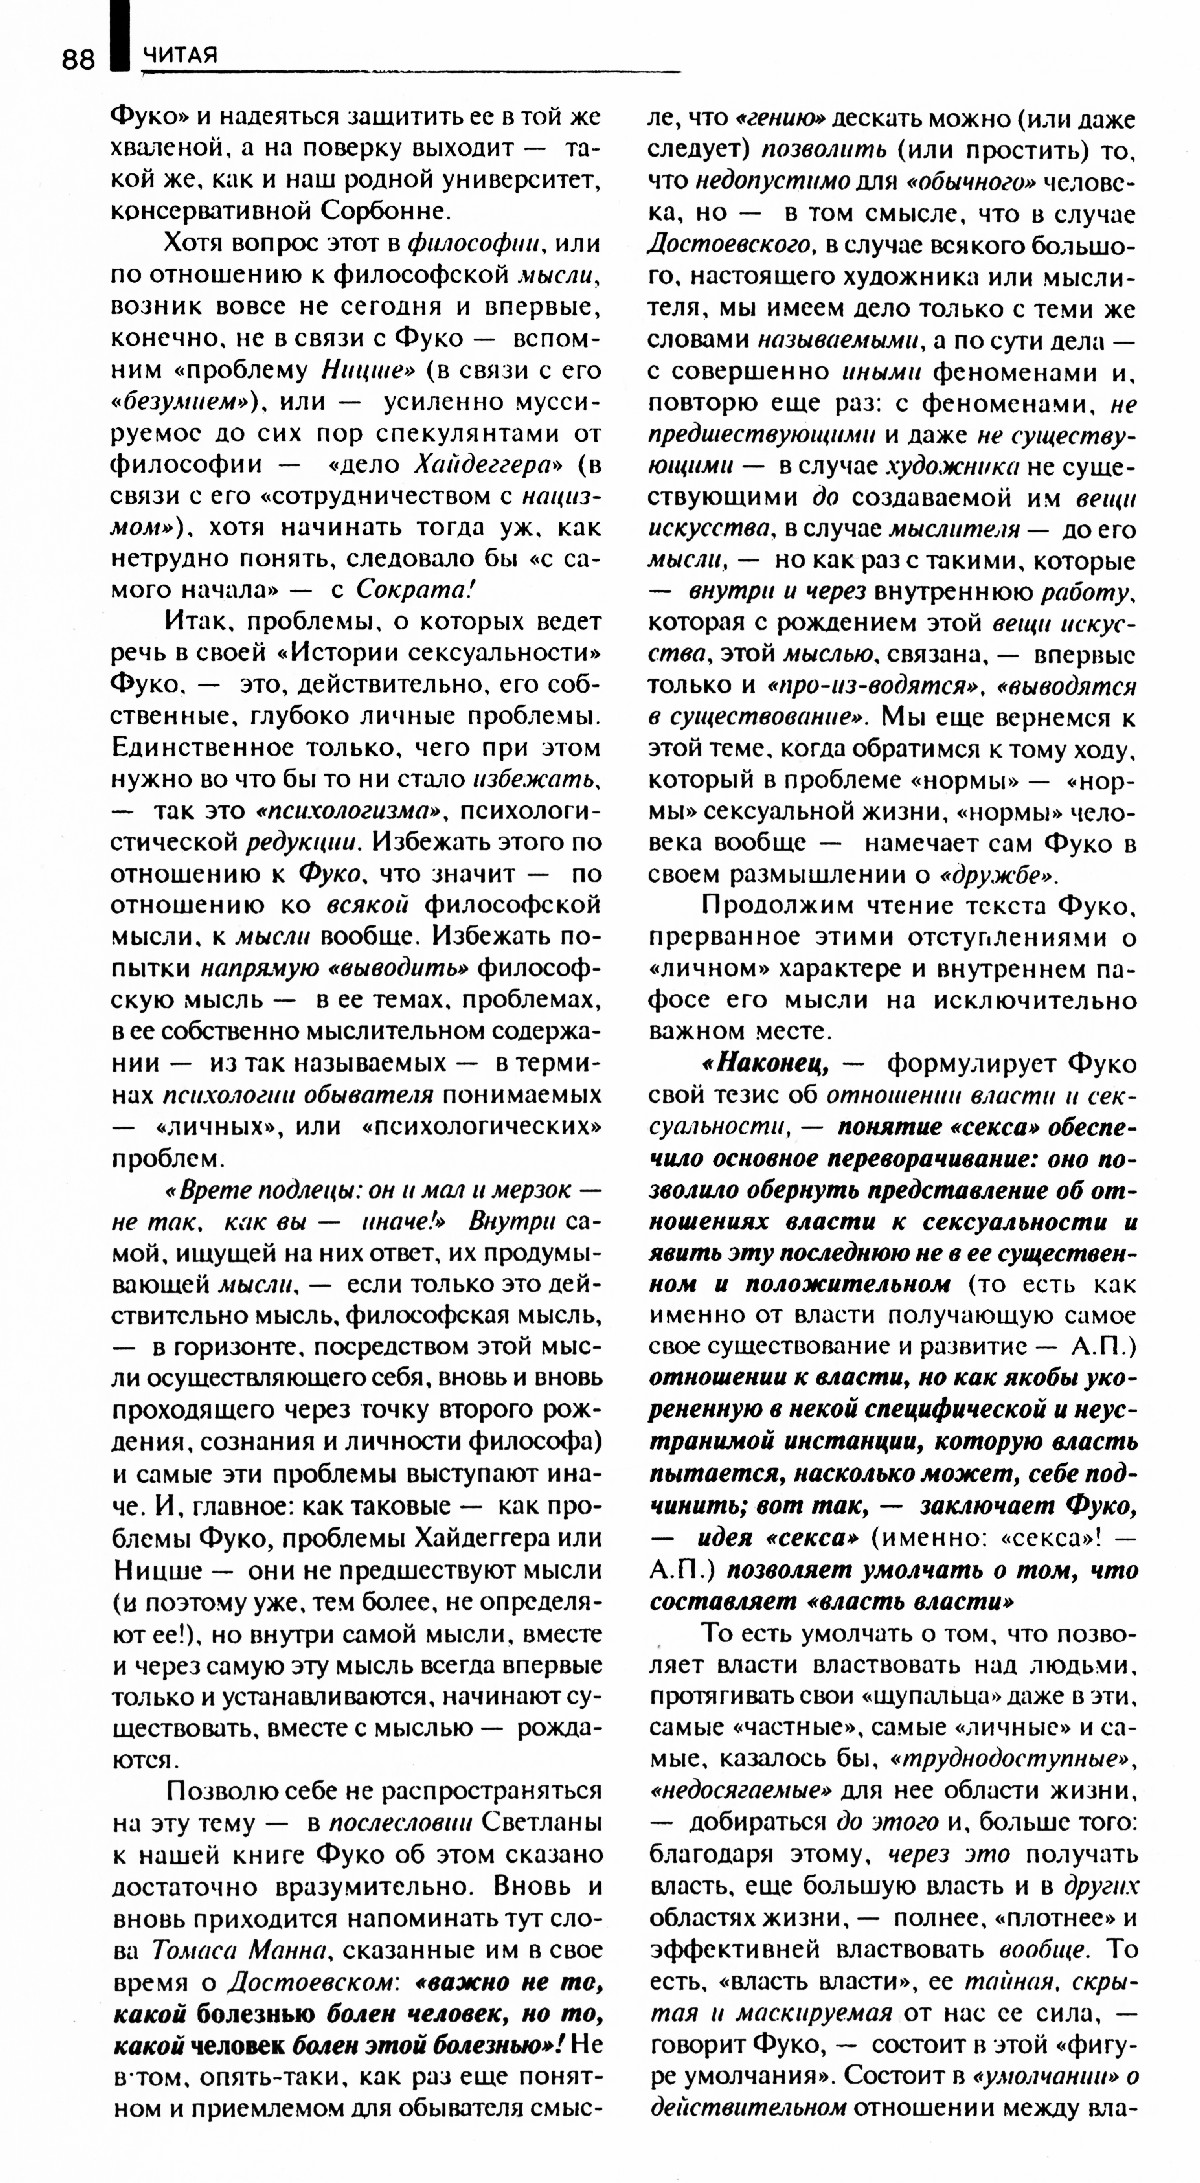 88
ЧИТАЯ
Фуко» и надеяться защитить ее в той же
хваленой, а на поверку выходит — та-
кой же, как и наш родной университет,
консервативной Сорбонне.
Хотя вопрос этот в философии, или
по отношению к философской мысли,
возник вовсе не сегодня и впервые,
конечно, не в связи с Фуко — вспом-
ним «проблему Ницше» (в связи с его
«безумием»), или — усиленно мусси-
руемое до сих пор спекулянтами от
философии — «дело Хайдеггера» (в
связи с его «сотрудничеством с нациз-
мом»), хотя начинать тогда уж, как
нетрудно понять, следовало бы «с са-
мого начала» — с Сократа!
Итак, проблемы, о которых ведет
речь в своей «Истории сексуальности»
Фуко, — это, действительно, его соб-
ственные, глубоко личные проблемы.
Единственное только, чего при этом
нужно во что бы то ни стало избежать,
— так это «психологизма», психологи-
стической редукции. Избежать этого по
отношению к Фуко, что значит — по
отношению ко всякой философской
мысли, к мысли вообще. Избежать по-
пытки напрямую «выводить» философ-
скую мысль — в ее темах, проблемах,
в ее собственно мыслительном содержа-
нии — из так называемых — в терми-
нах психологии обывателя понимаемых
— «личных», или «психологических»
проблем.
«Врете подлецы: он и мал и мерзок —
не так, как вы — иначе!» Внутри са-
мой, ищущей на них ответ, их продумы-
вающей мысли, — если только это дей-
ствительно мысль, философская мысль,
— в горизонте, посредством этой мыс-
ли осуществляющего себя, вновь и вновь
проходящего через точку второго рож-
дения, сознания и личности философа)
и самые эти проблемы выступают ина-
че. И, главное: как таковые — как про-
блемы Фуко, проблемы Хайдеггера или
Ницше — они не предшествуют мысли
(и поэтому уже, тем более, не определя-
ют ее!), но внутри самой мысли, вместе
и через самую эту мысль всегда впервые
только и устанавливаются, начинают су-
ществовать, вместе с мыслью — рожда-
ются.
Позволю себе не распространяться
на эту тему — в послесловии Светланы
к нашей книге Фуко об этом сказано
достаточно вразумительно. Вновь и
вновь приходится напоминать тут сло-
ва Томаса Манна, сказанные им в свое
время о Достоевском: «важно не то,
какой болезнью болен человек, но то,
какой человек болен этой болезнью»! Не
в том, опять-таки, как раз еще понят-
ном и приемлемом для обывателя смыс-
ле, что «гению» дескать можно (или даже
следует) позволить (или простить) то,
что недопустимо для «обычного» челове-
ка, но — в том смысле, что в случае
Достоевского, в случае всякого большо-
го, настоящего художника или мысли-
теля, мы имеем дело только с теми же
словами называемыми, а по сути дела —
с совершенно иными феноменами и,
повторю еще раз: с феноменами, не
предшествующими и даже не существу-
ющими — в случае художника не суще-
ствующими до создаваемой им вещи
искусства, в случае мыслителя — до его
мысли, — но как раз с такими, которые
— внутри и через внутреннюю работу,
которая с рождением этой вещи искус-
ства, этой мыслью, связана, — впервые
только и «про-из-водятся», «выводятся
в существование». Мы еще вернемся к
этой теме, когда обратимся к тому ходу,
который в проблеме «нормы» — «нор-
мы» сексуальной жизни, «нормы» чело-
века вообще — намечает сам Фуко в
своем размышлении о «дружбе».
Продолжим чтение текста Фуко,
прерванное этими отступлениями о
«личном» характере и внутреннем па-
фосе его мысли на исключительно
важном месте.
«Наконец, — формулирует Фуко
свой тезис об отношении власти и сек-
суальности, — понятие «секса» обеспе-
чило основное переворачивание: оно по-
зволило обернуть представление об от-
ношениях власти к сексуальности и
явить эту последнюю не в ее существен-
ном и положительном (то есть как
именно от власти получающую самое
свое существование и развитие — А.П.)
отношении к власти, но как якобы уко-
рененную в некой специфической и неус-
транимой инстанции, которую власть
пытается, насколько может, себе под-
чинить; вот так, — заключает Фуко,
— идея «секса» (именно: «секса»! —
А.П.) позволяет умолчать о том, что
составляет «власть власти»
То есть умолчать о том, что позво-
ляет власти властвовать над людьми,
протягивать свои «щупальца» даже в эти,
самые «частные», самые «личные» и са-
мые, казалось бы, «труднодоступные»,
«недосягаемые» для нее области жизни,
— добираться до этого и, больше того:
благодаря этому, через это получать
власть, еще большую власть и в других
областях жизни, — полнее, «плотнее» и
эффективней властвовать вообще. То
есть, «власть власти», ее тайная, скры-
тая и маскируемая от нас ее сила, —
говорит Фуко, — состоит в этой «фигу-
ре умолчания». Состоит в «умолчании» о
действительном отношении между вла-